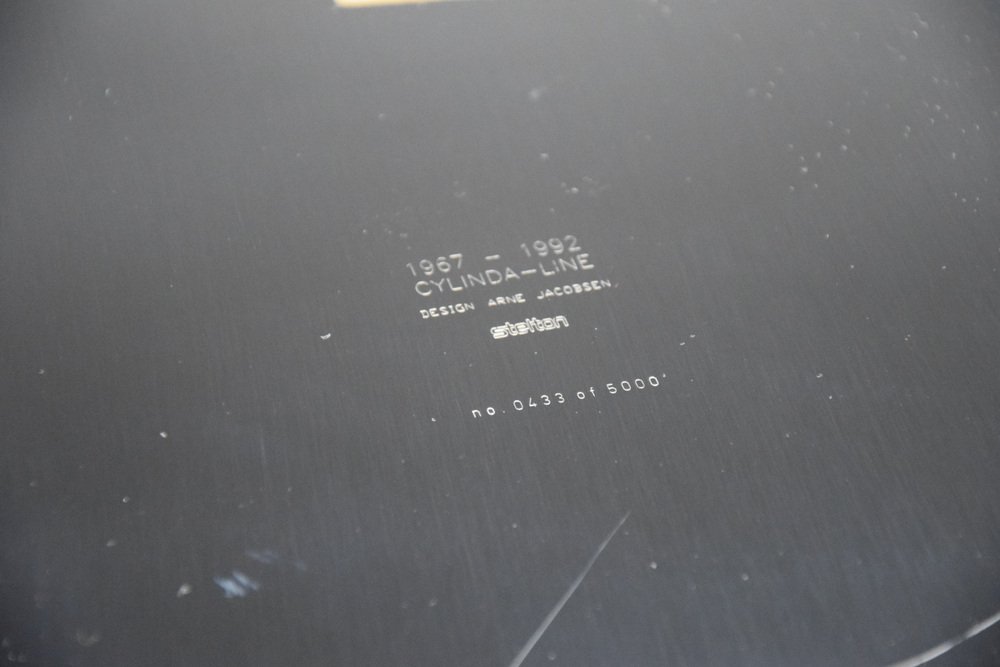 1967 - 1992
CYLINDA-LINE
DESIGN ARNE JACOBSEN
stelton
no. 0433 of 5000